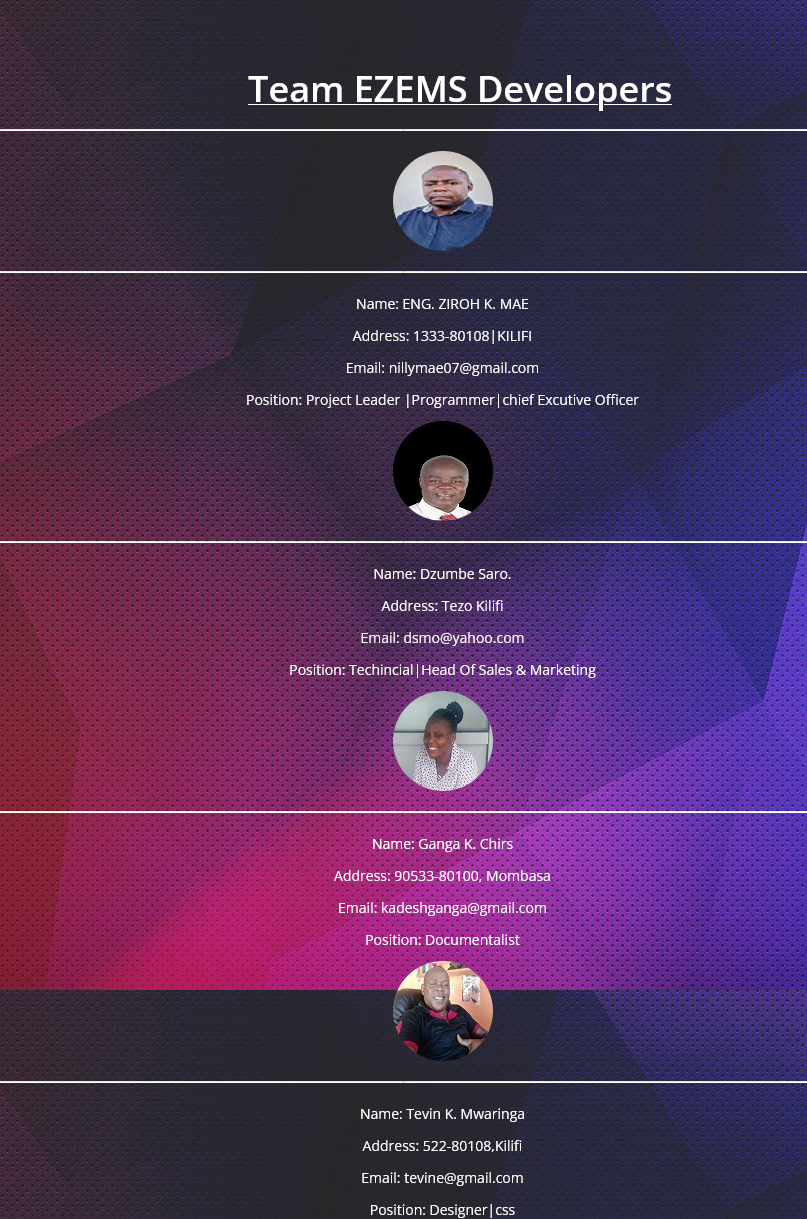 Team EZEMS Developers
Name: ENG. ZIROH K. MAE
Address: 1333-80108|KILIFI
Email: nillymae07@gmail.com
Position: Project Leader |Programmer|chief Excutive Officer
Name: Dzumbe Saro.
Address: Tezo Kilifi
Email: dsmo@yahoo.com
Position: Techincial|Head Of Sales & Marketing
Name: Ganga K. Chirs
Address: 90533-80100, Mombasa
Email: kadeshganga@gmail.com
Position: Documentalist
Name: Tevin K. Mwaringa
Address: 522-80108,Kilifi
Email: tevine@gmail.com
Position: Designer|css